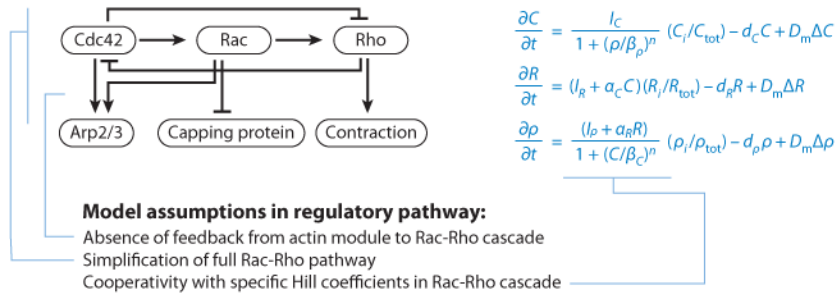 Cdc42 Rac Rho
Arp2/3 Capping protein Contraction
∂C/∂t = I_C / (1 + (ρ/β_ρ)^n) (C_i/C_tot) – d_C C + D_m ΔC
∂R/∂t = (I_R + α_C C)(R_i/R_tot) – d_R R + D_m ΔR
∂ρ/∂t = (I_ρ + α_R R) / (1 + (C/β_C)^n) (ρ_i/ρ_tot) – d_ρ ρ + D_m Δρ
Model assumptions in regulatory pathway:
Absence of feedback from actin module to Rac-Rho cascade
Simplification of full Rac-Rho pathway
Cooperativity with specific Hill coefficients in Rac-Rho cascade